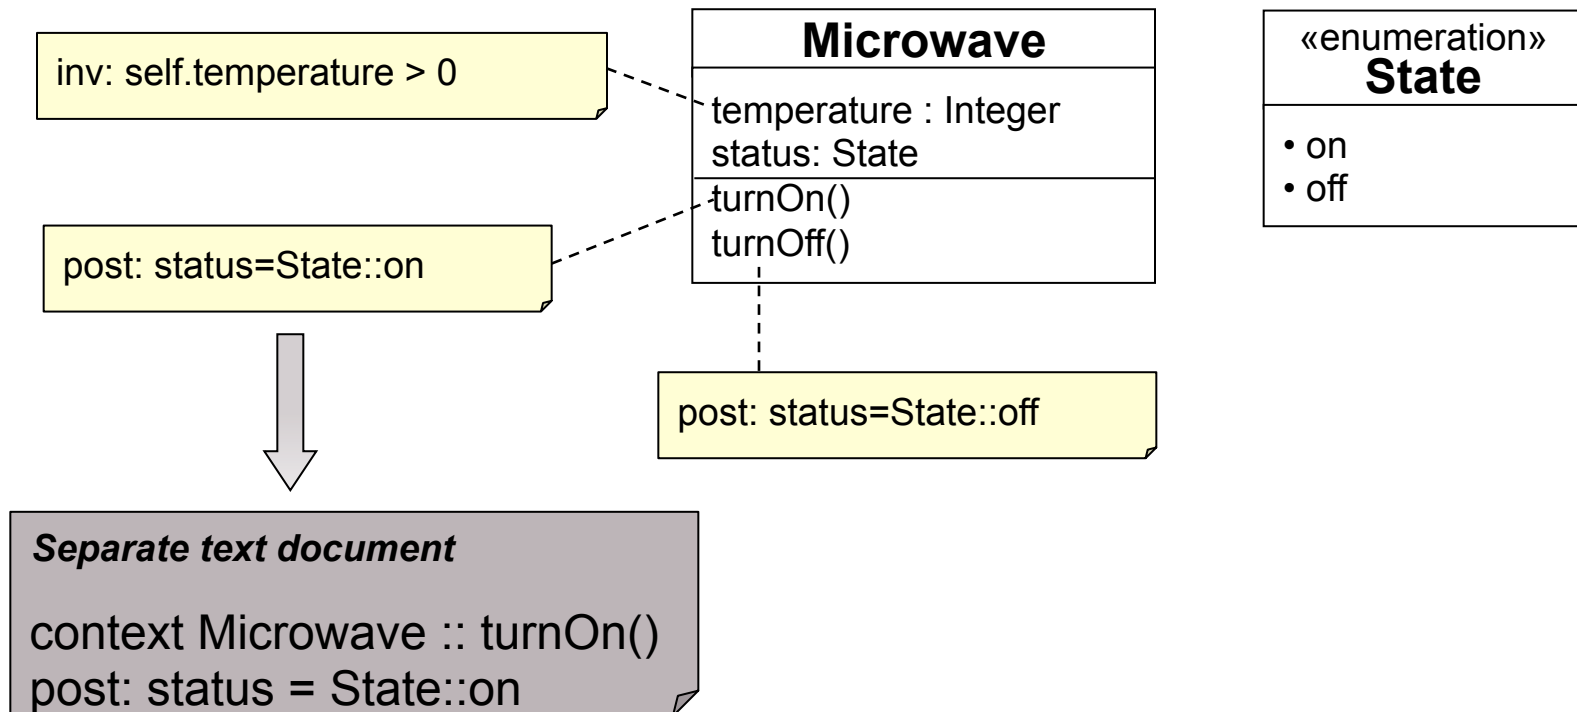 inv: self.temperature > 0
Microwave
temperature : Integer
status: State
turnOn()
turnOff()
«enumeration»
State
• on
• off
post: status=State::on
post: status=State::off
Separate text document
context Microwave :: turnOn()
post: status = State::on